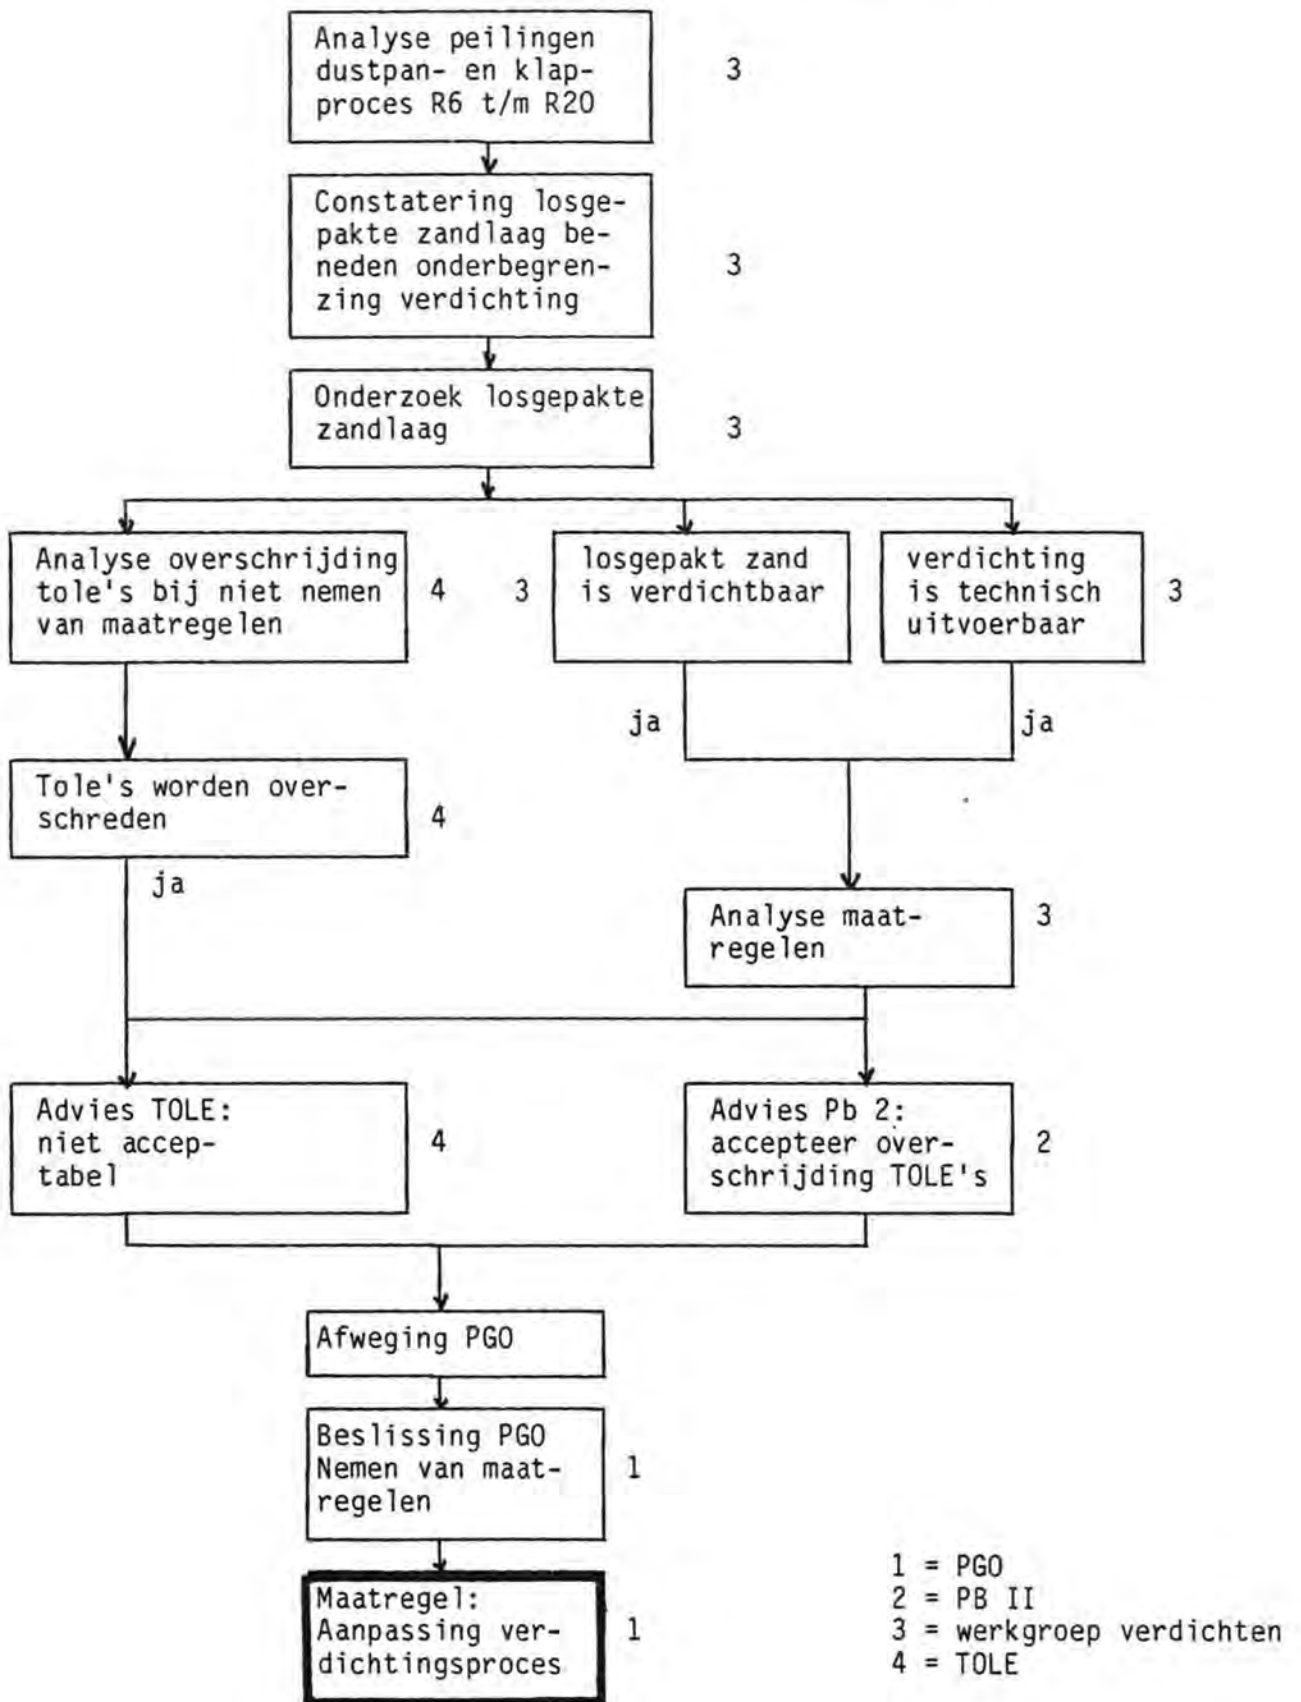 Analyse peilingen
dustpan- en klap-
proces R6 t/m R20
3
Constatering losge-
pakte zandlaag be-
neden onderbegren-
zing verdichting
3
Onderzoek losgepakte
zandlaag
3
Analyse overschrijding
tole's bij niet nemen
van maatregelen
4
3
losgepakt zand
is verdichtbaar
verdichting
is technisch
uitvoerbaar
3
ja
ja
Tole's worden over-
schreden
4
ja
Analyse maat-
regelen
3
Advies TOLE:
niet accep-
tabel
4
Advies Pb 2:
accepteer over-
schrijding TOLE's
2
Afweging PGO
Beslissing PGO
Nemen van maat-
regelen
1
Maatregel:
Aanpassing ver-
dichtingsproces
1
1 = PGO
2 = PB II
3 = werkgroep verdichten
4 = TOLE